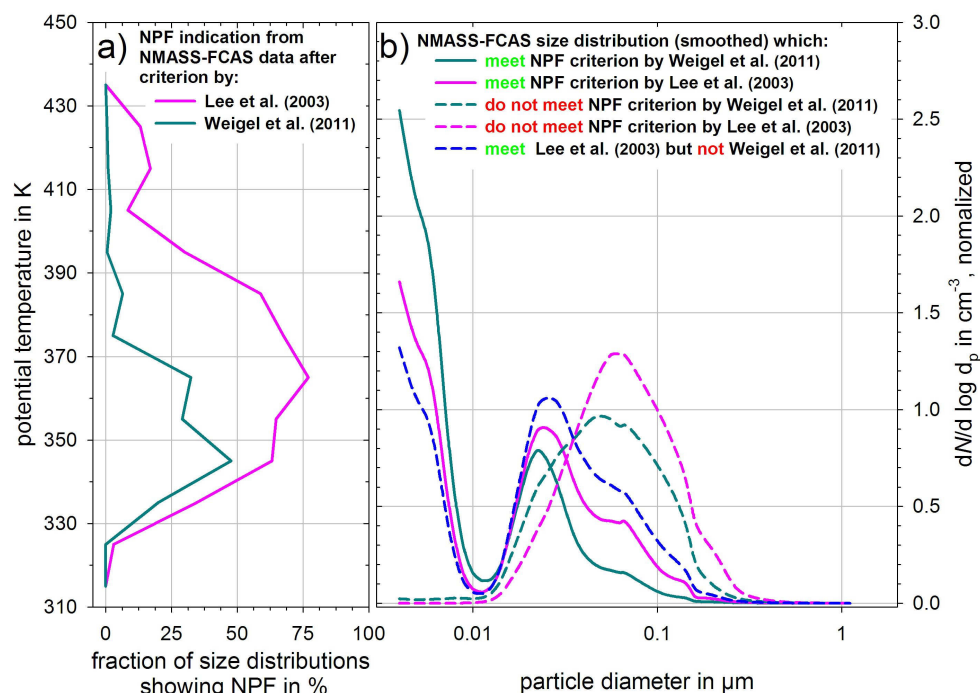 a)
NPF indication from
NMASS-FCAS data after
criterion by:
Lee et al. (2003)
Weigel et al. (2011)
potential temperature in K
450
430
410
390
370
350
330
310
0
25
50
75
100
fraction of size distributions
showing NPF in %
b)
NMASS-FCAS size distribution (smoothed) which:
meet NPF criterion by Weigel et al. (2011)
meet NPF criterion by Lee et al. (2003)
do not meet NPF criterion by Weigel et al. (2011)
do not meet NPF criterion by Lee et al. (2003)
meet Lee et al. (2003) but not Weigel et al. (2011)
3.0
2.5
2.0
1.5
1.0
0.5
0.0
dN/d log dp in cm-3, nomalized
0.01
0.1
1
particle diameter in µm